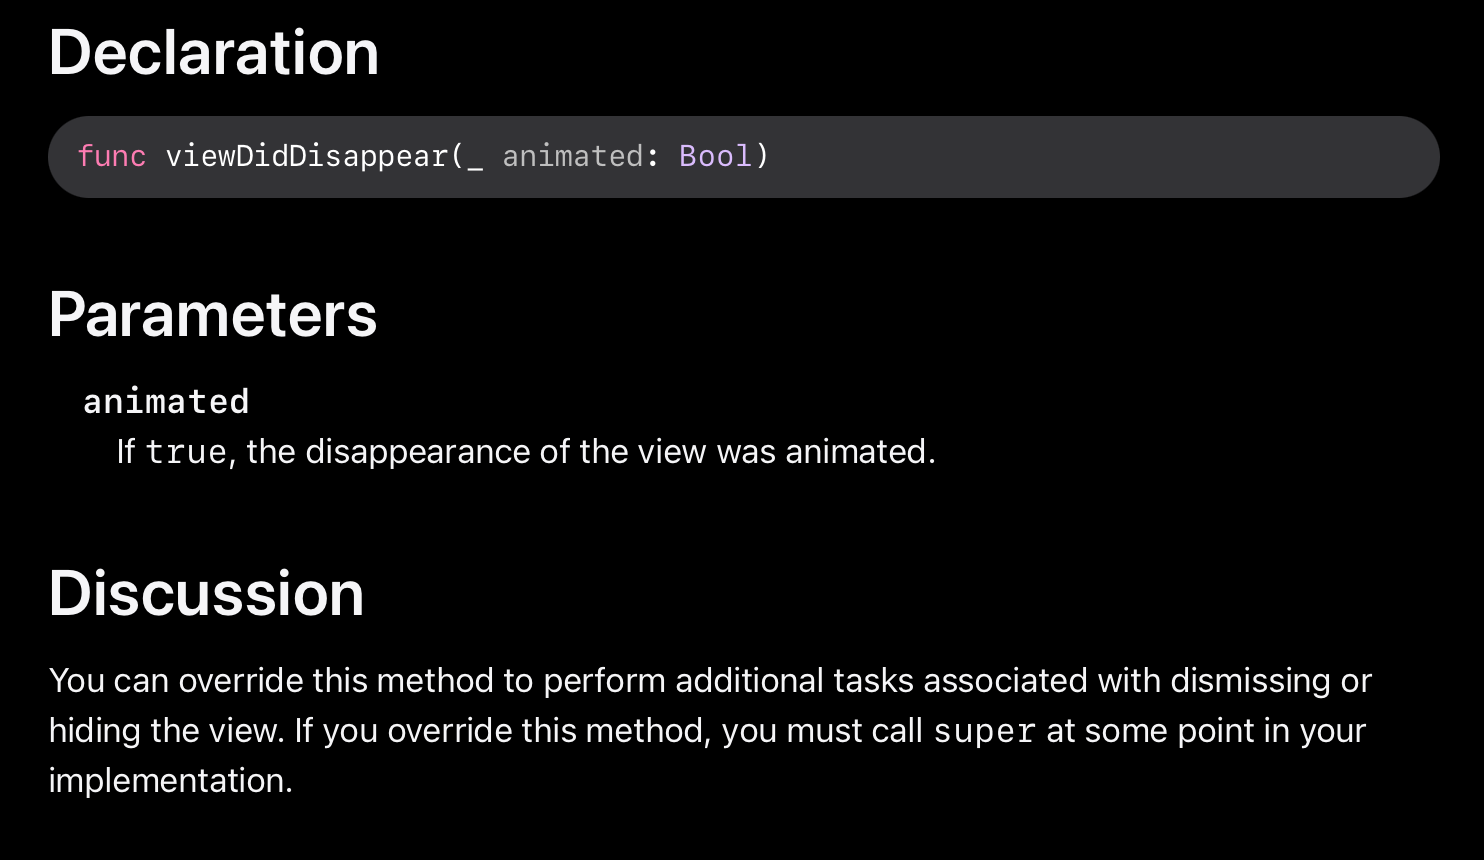 Declaration
func viewDidDisappear(_ animated: Bool)
Parameters
animated
If true, the disappearance of the view was animated.
Discussion
You can override this method to perform additional tasks associated with dismissing or
hiding the view. If you override this method, you must call super at some point in your
implementation.